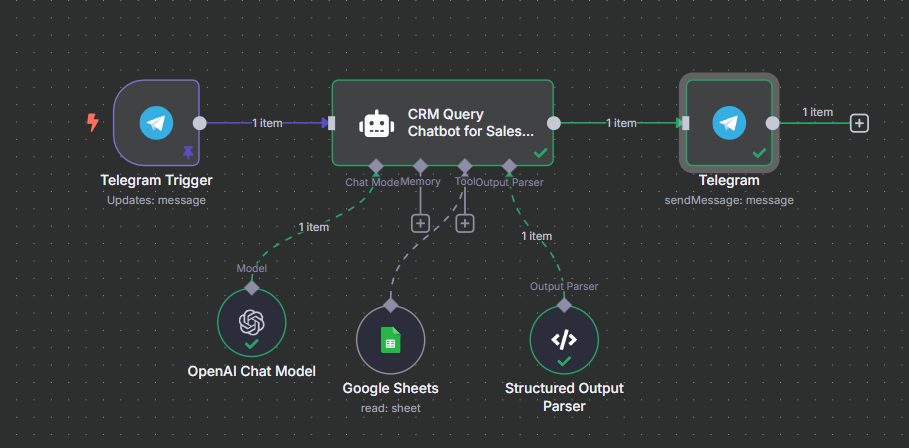 1 item
CRM Query
Chatbot for Sales...
1 item
1 item
Telegram Trigger
Updates: message
Chat Model
Memory
Tool
Output Parser
Telegram
sendMessage: message
1 item
1 item
Model
Output Parser
OpenAI Chat Model
Google Sheets
read: sheet
Structured Output
Parser